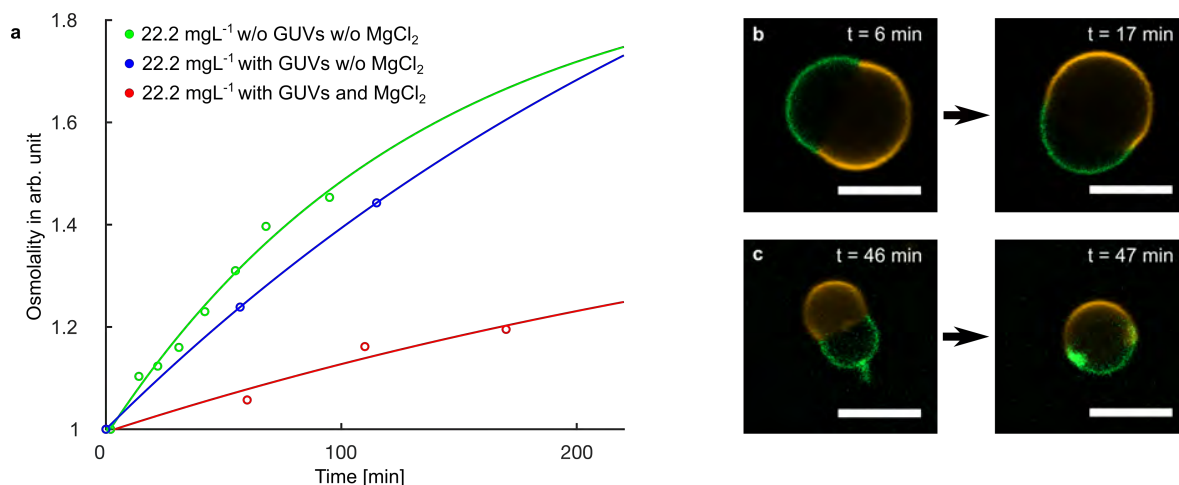 a
1.8
22.2 mgL⁻¹ w/o GUVs w/o MgCl₂
22.2 mgL⁻¹ with GUVs w/o MgCl₂
22.2 mgL⁻¹ with GUVs and MgCl₂
1.6
1.4
1.2
1
Osmolality in arb. unit
0
100
200
Time [min]
b
t = 6 min
t = 17 min
c
t = 46 min
t = 47 min